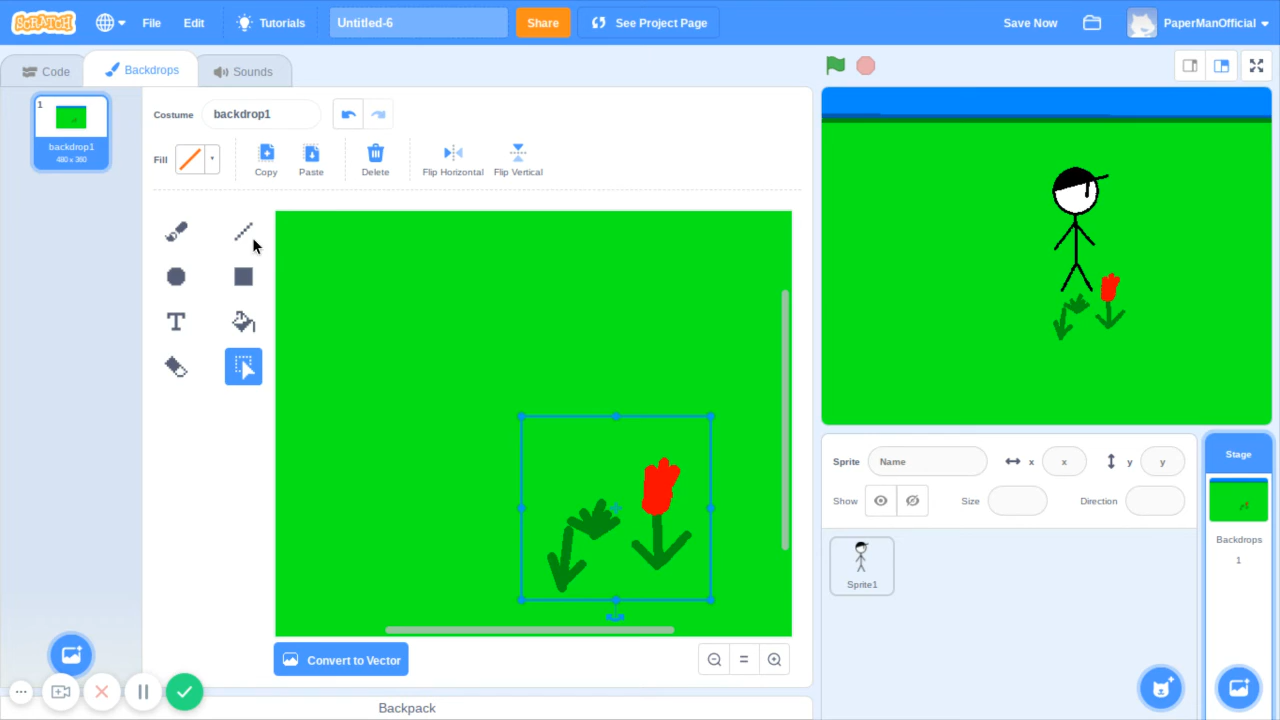 SCRATCH File Edit Tutorials Untitled-6 Share See Project Page Save Now PaperManOfficial
Code Backdrops Sounds
1
backdrop1
480 x 360
Costume backdrop1
Fill Copy Paste Delete Flip Horizontal Flip Vertical
T
Convert to Vector
Backpack
Sprite Name x x y y
Show Size Direction
Sprite1
Stage
Backdrops
1